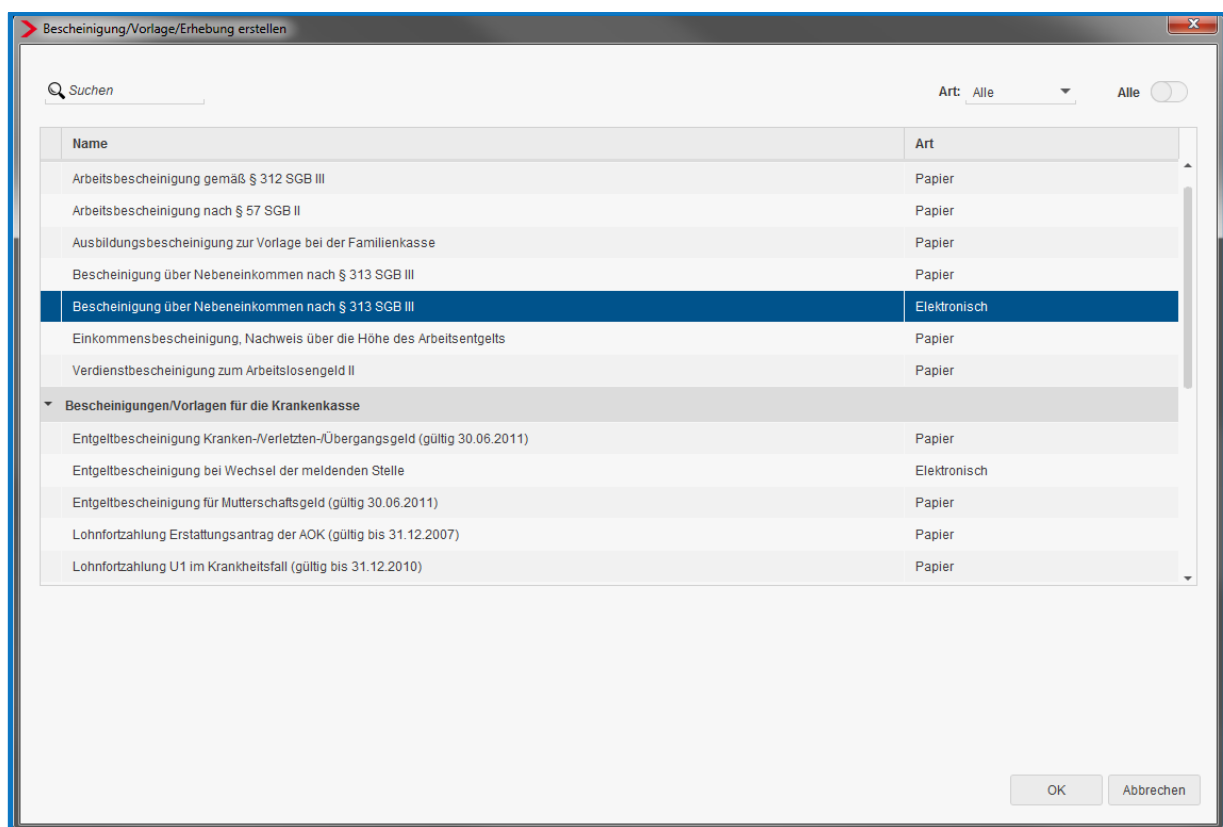 Bescheinigung/Vorlage/Erhebung erstellen
x
Suchen Art: Alle Alle
Name Art
Arbeitsbescheinigung gemäß § 312 SGB III Papier
Arbeitsbescheinigung nach § 57 SGB II Papier
Ausbildungsbescheinigung zur Vorlage bei der Familienkasse Papier
Bescheinigung über Nebeneinkommen nach § 313 SGB III Papier
Bescheinigung über Nebeneinkommen nach § 313 SGB III Elektronisch
Einkommensbescheinigung, Nachweis über die Höhe des Arbeitsentgelts Papier
Verdienstbescheinigung zum Arbeitslosengeld II Papier
Bescheinigungen/Vorlagen für die Krankenkasse
Entgeltbescheinigung Kranken-/Verletzten-/Übergangsgeld (gültig 30.06.2011) Papier
Entgeltbescheinigung bei Wechsel der meldenden Stelle Elektronisch
Entgeltbescheinigung für Mutterschaftsgeld (gültig 30.06.2011) Papier
Lohnfortzahlung Erstattungsantrag der AOK (gültig bis 31.12.2007) Papier
Lohnfortzahlung U1 im Krankheitsfall (gültig bis 31.12.2010) Papier
OK Abbrechen